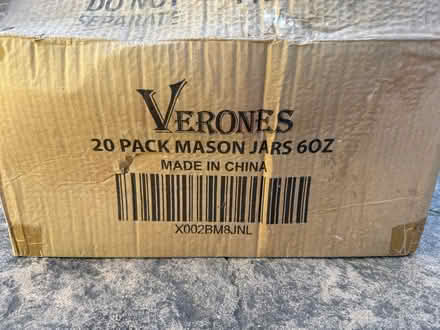 DO NOT
SEPARATE
VERONES
20 PACK MASON JARS 6OZ
MADE IN CHINA
X002BM8JNL